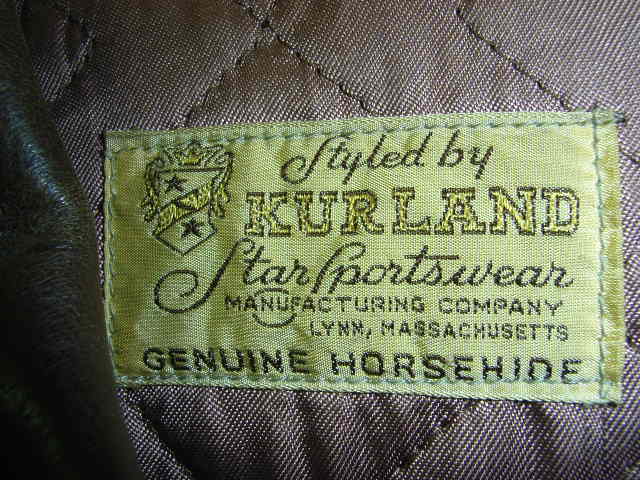 Styled by
KURLAND
Star Sportswear
MANUFACTURING COMPANY
LYNN, MASSACHUSETTS
GENUINE HORSEHIDE